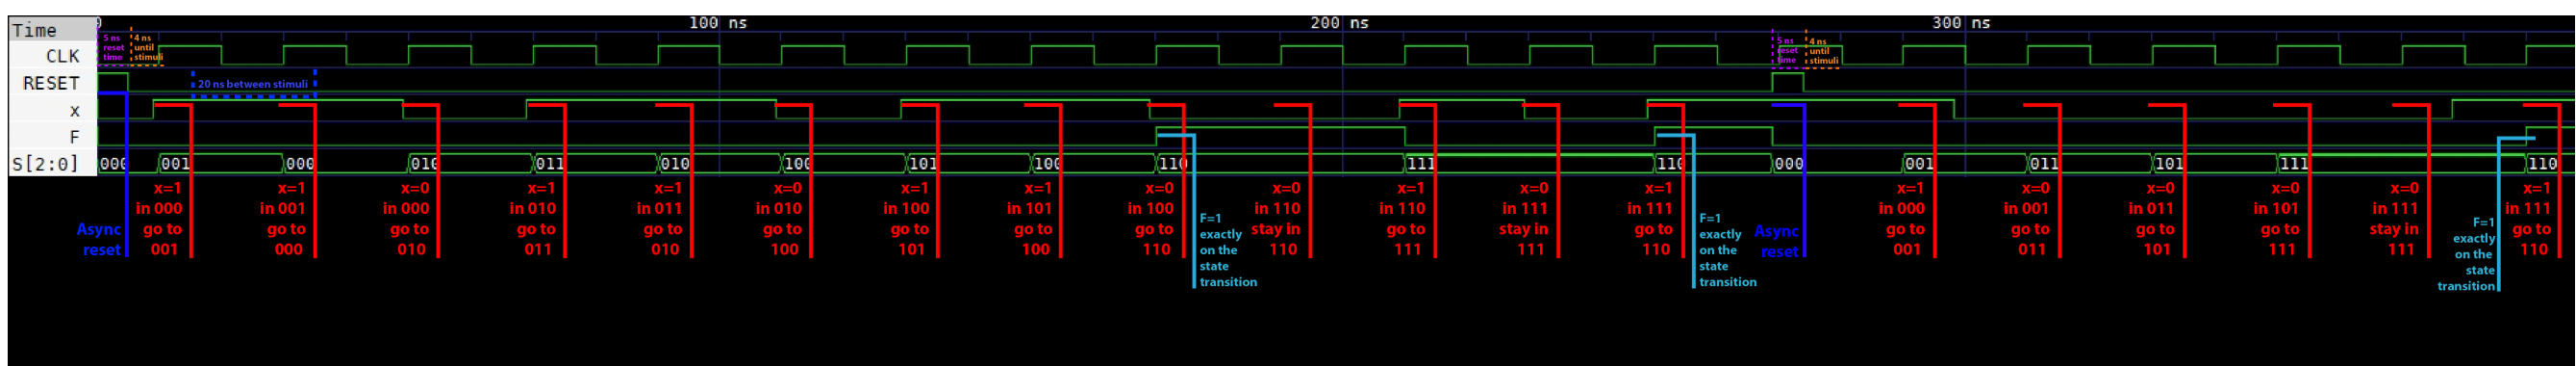 Time
0
100 ns
200 ns
300 ns
CLK
5 ns
reset
time
4 ns
until
stimuli
5 ns
reset
time
4 ns
until
stimuli
RESET
20 ns between stimuli
x
F
S[2:0]
000 001 000 010 011 010 100 101 100 110 111 110 000 001 011 101 111 110
Async
reset
x=1
in 000
go to
001
x=1
in 001
go to
000
x=0
in 000
go to
010
x=1
in 010
go to
011
x=1
in 011
go to
010
x=0
in 010
go to
100
x=1
in 100
go to
101
x=1
in 101
go to
100
x=0
in 100
go to
110
F=1
exactly
on the
state
transition
x=0
in 110
stay in
110
x=1
in 110
go to
111
x=0
in 111
stay in
111
x=1
in 111
go to
110
F=1
exactly
on the
state
transition
Async
reset
x=1
in 000
go to
001
x=0
in 001
go to
011
x=0
in 011
go to
101
x=0
in 101
go to
111
x=0
in 111
stay in
111
F=1
exactly
on the
state
transition
x=1
in 111
go to
110